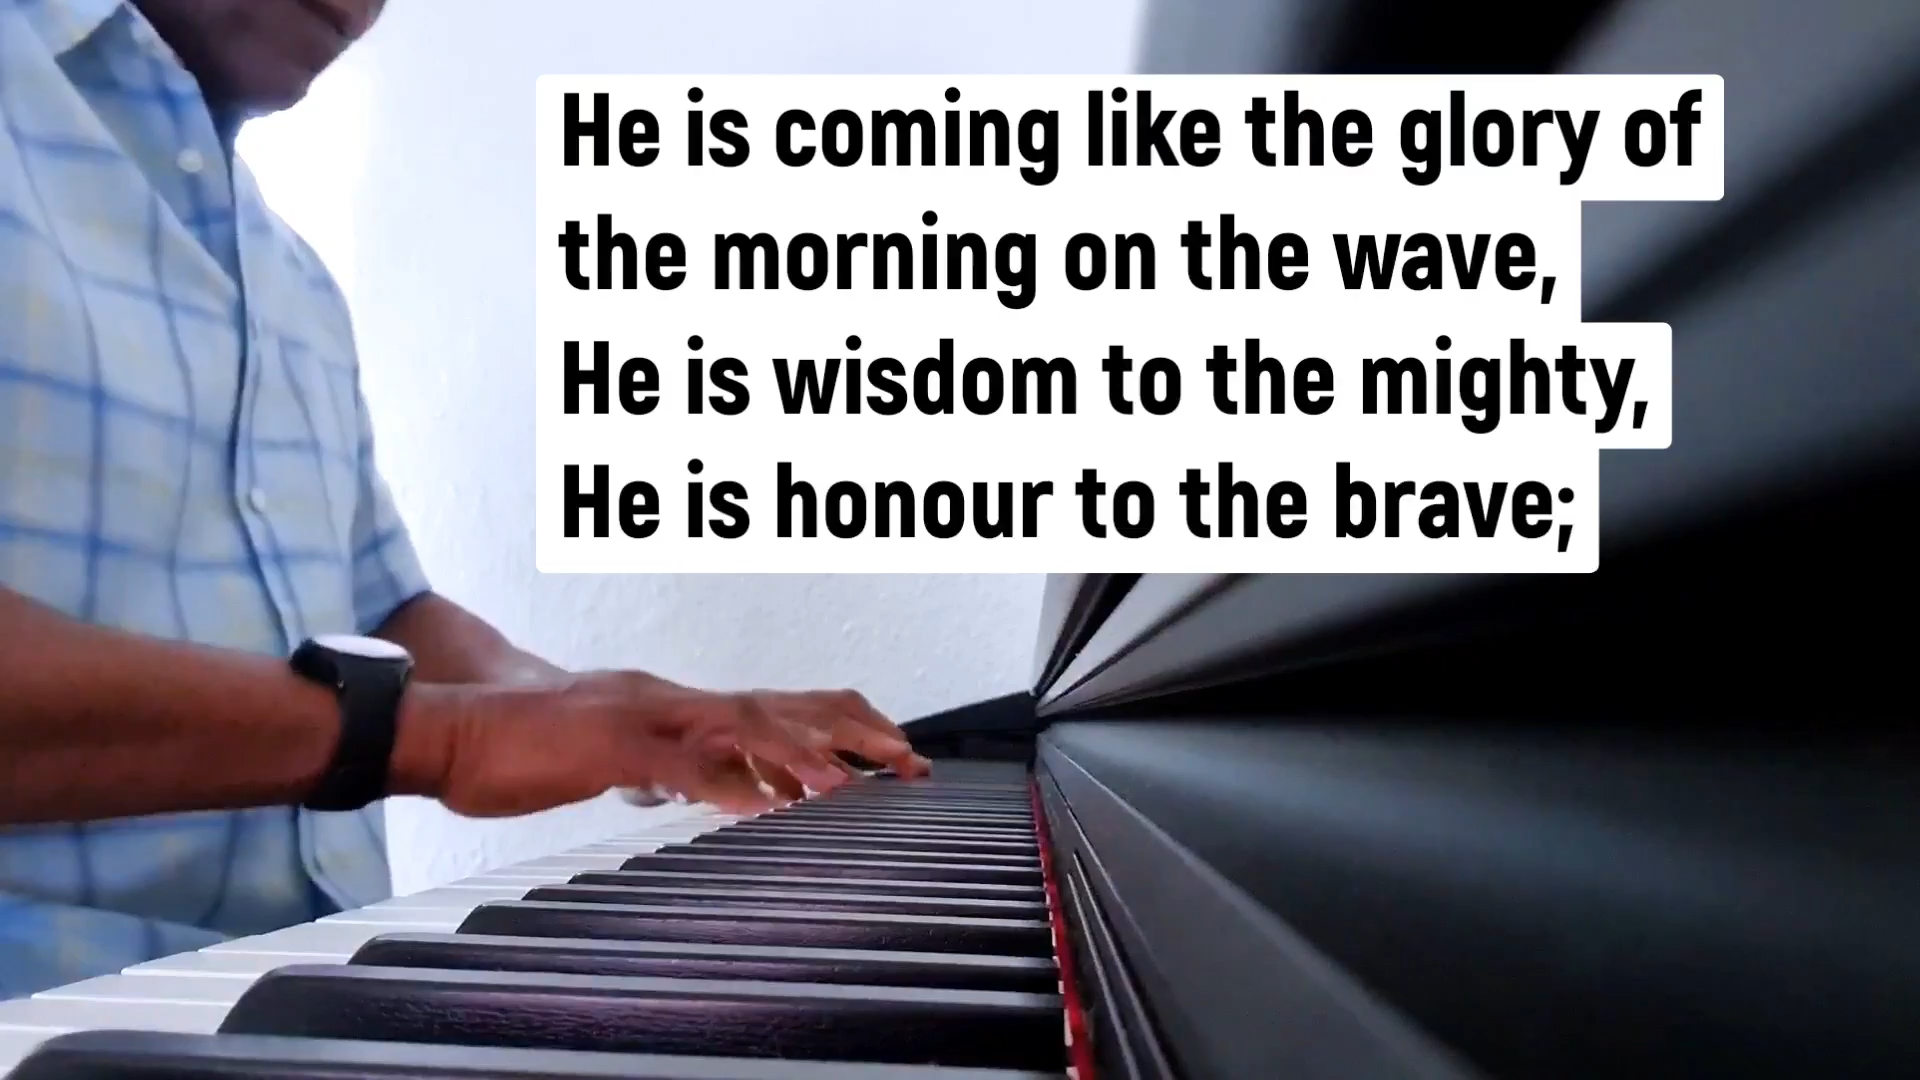 He is coming like the glory of
the morning on the wave,
He is wisdom to the mighty,
He is honour to the brave;